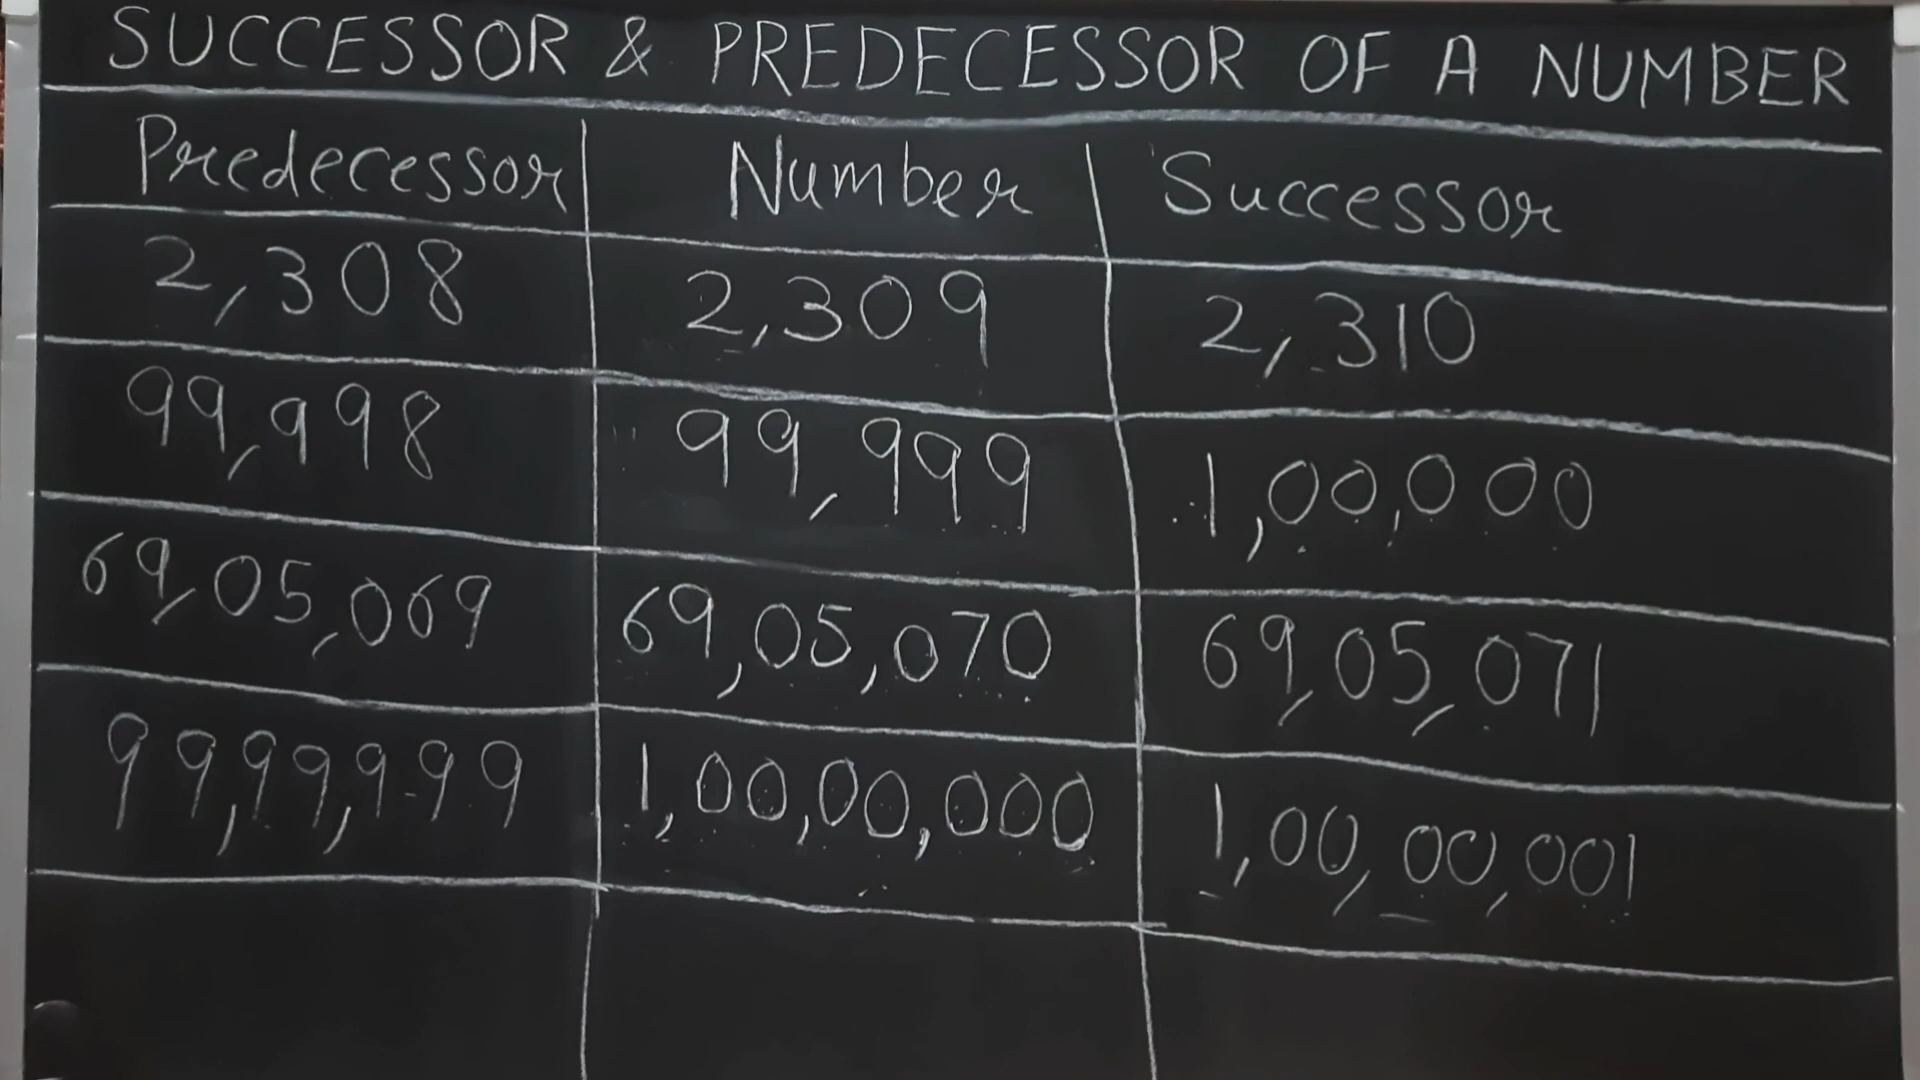 SUCCESSOR & PREDECESSOR OF A NUMBER
Predecessor Number Successor
2,308 2,309 2,310
99,998 99,999 1,00,000
69,05,069 69,05,070 69,05,071
99,99,999 1,00,00,000 1,00,00,001